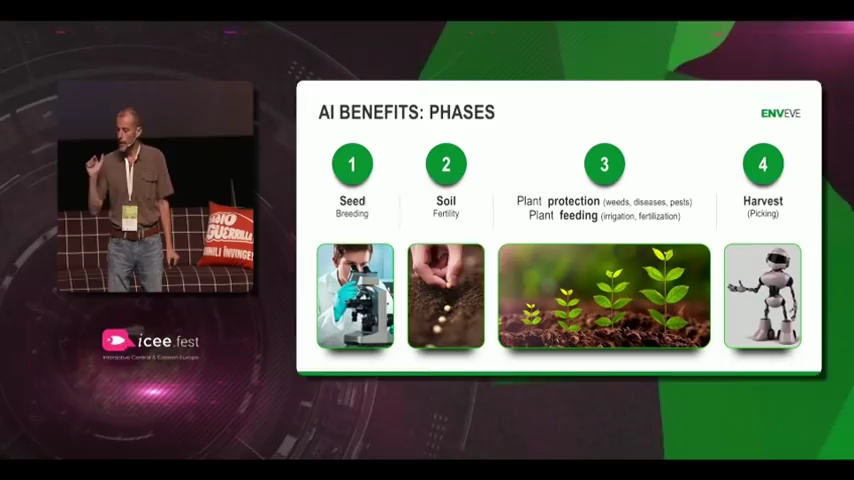 AI BENEFITS: PHASES
ENVEVE
1
2
3
4
Seed
Breeding
Soil
Fertility
Plant protection (weeds, diseases, pests)
Plant feeding (irrigation, fertilization)
Harvest
(Picking)
GUERRILLA
icee.fest
Interactive Central & Eastern Europe